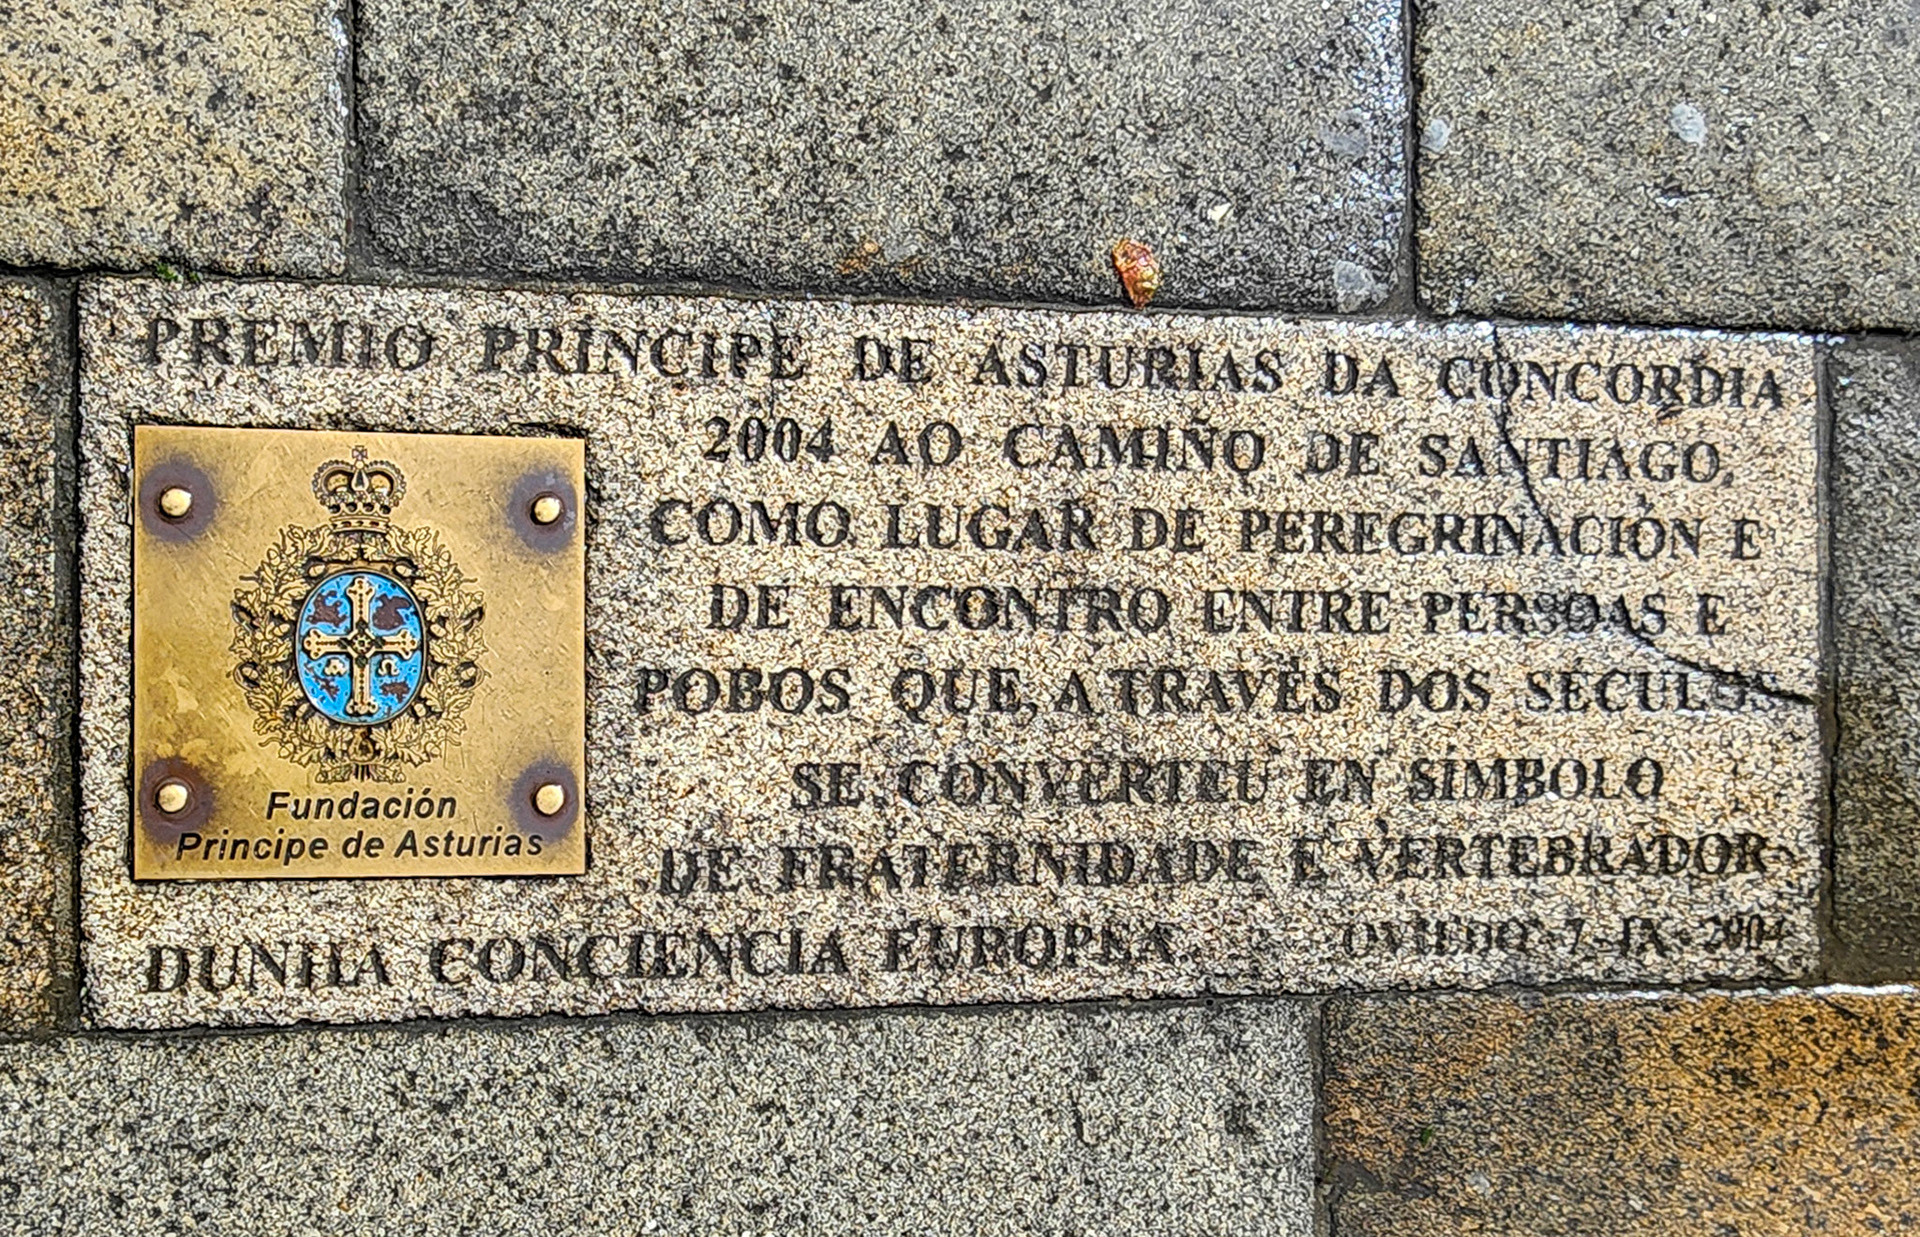 PREMIO PRÍNCIPE DE ASTURIAS DA CONCORDIA
2004 AO CAMIÑO DE SANTIAGO,
COMO LUGAR DE PEREGRINACIÓN E
DE ENCONTRO ENTRE PERSOAS E
POBOS QUE, A TRAVÉS DOS SÉCULOS
SE CONVERTEU EN SÍMBOLO
DE FRATERNIDADE E VERTEBRADOR
DUNHA CONCIENCIA EUROPEA. OVIEDO-7-IX-2004
Fundación
Príncipe de Asturias